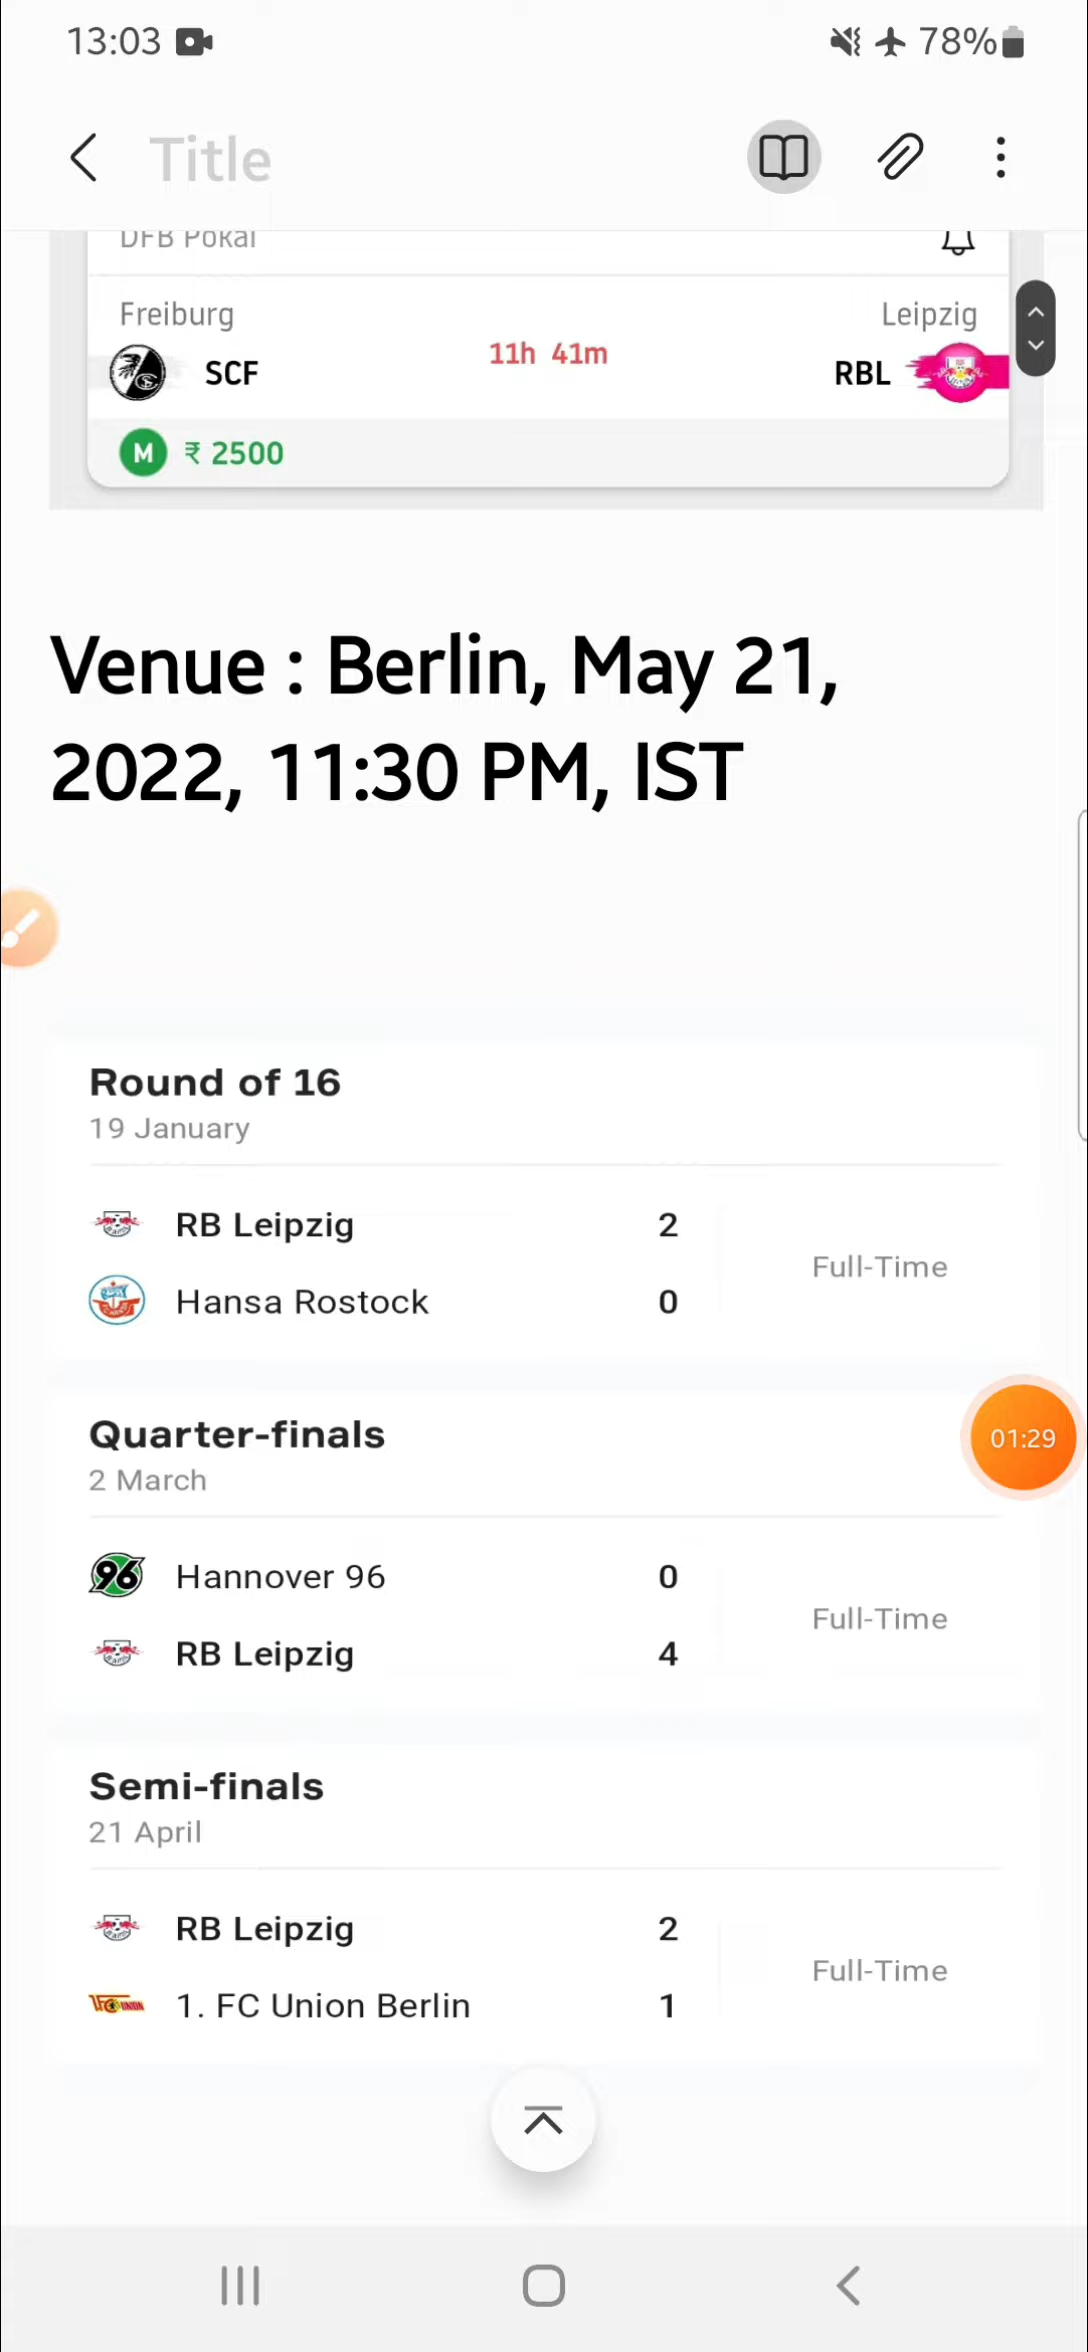 13:03
78%
Title
DFB Pokal
Freiburg
Leipzig
11h 41m
SCF
RBL
M ₹ 2500
Venue : Berlin, May 21,
2022, 11:30 PM, IST
Round of 16
19 January
RB Leipzig 2
Full-Time
Hansa Rostock 0
Quarter-finals
01:29
2 March
96 Hannover 96 0
Full-Time
RB Leipzig 4
Semi-finals
21 April
RB Leipzig 2
Full-Time
1. FC Union Berlin 1